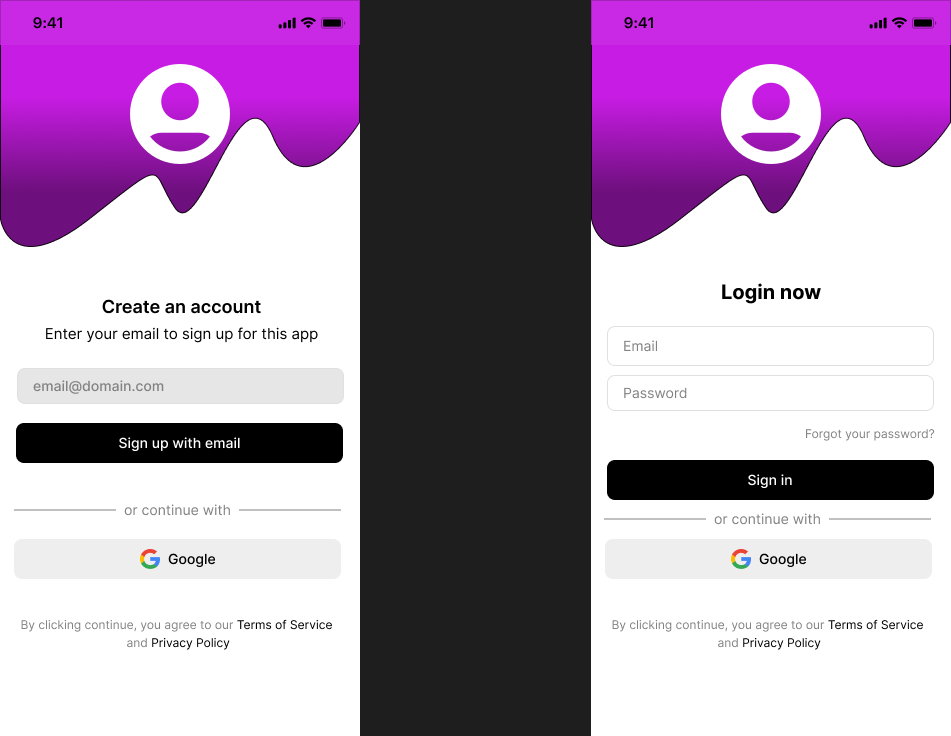 9:41
Create an account
Enter your email to sign up for this app
email@domain.com
Sign up with email
or continue with
Google
By clicking continue, you agree to our Terms of Service
and Privacy Policy
9:41
Login now
Email
Password
Forgot your password?
Sign in
or continue with
Google
By clicking continue, you agree to our Terms of Service
and Privacy Policy